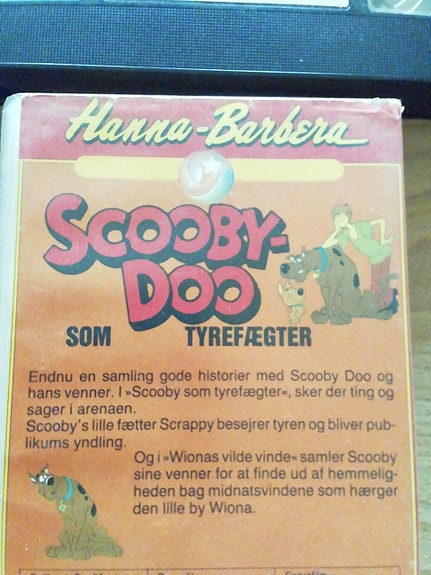 Hanna-Barbera
SCOOBY-
DOO
SOM TYREFÆGTER
Endnu en samling gode historier med Scooby Doo og
hans venner. I »Scooby som tyrefægter«, sker der ting og
sager i arenaen.
Scooby's lille fætter Scrappy besejrer tyren og bliver pub-
likums yndling.
Og i »Wionas vilde vinde« samler Scooby
sine venner for at finde ud af hemmelig-
heden bag midnatsvindene som hærger
den lille by Wiona.